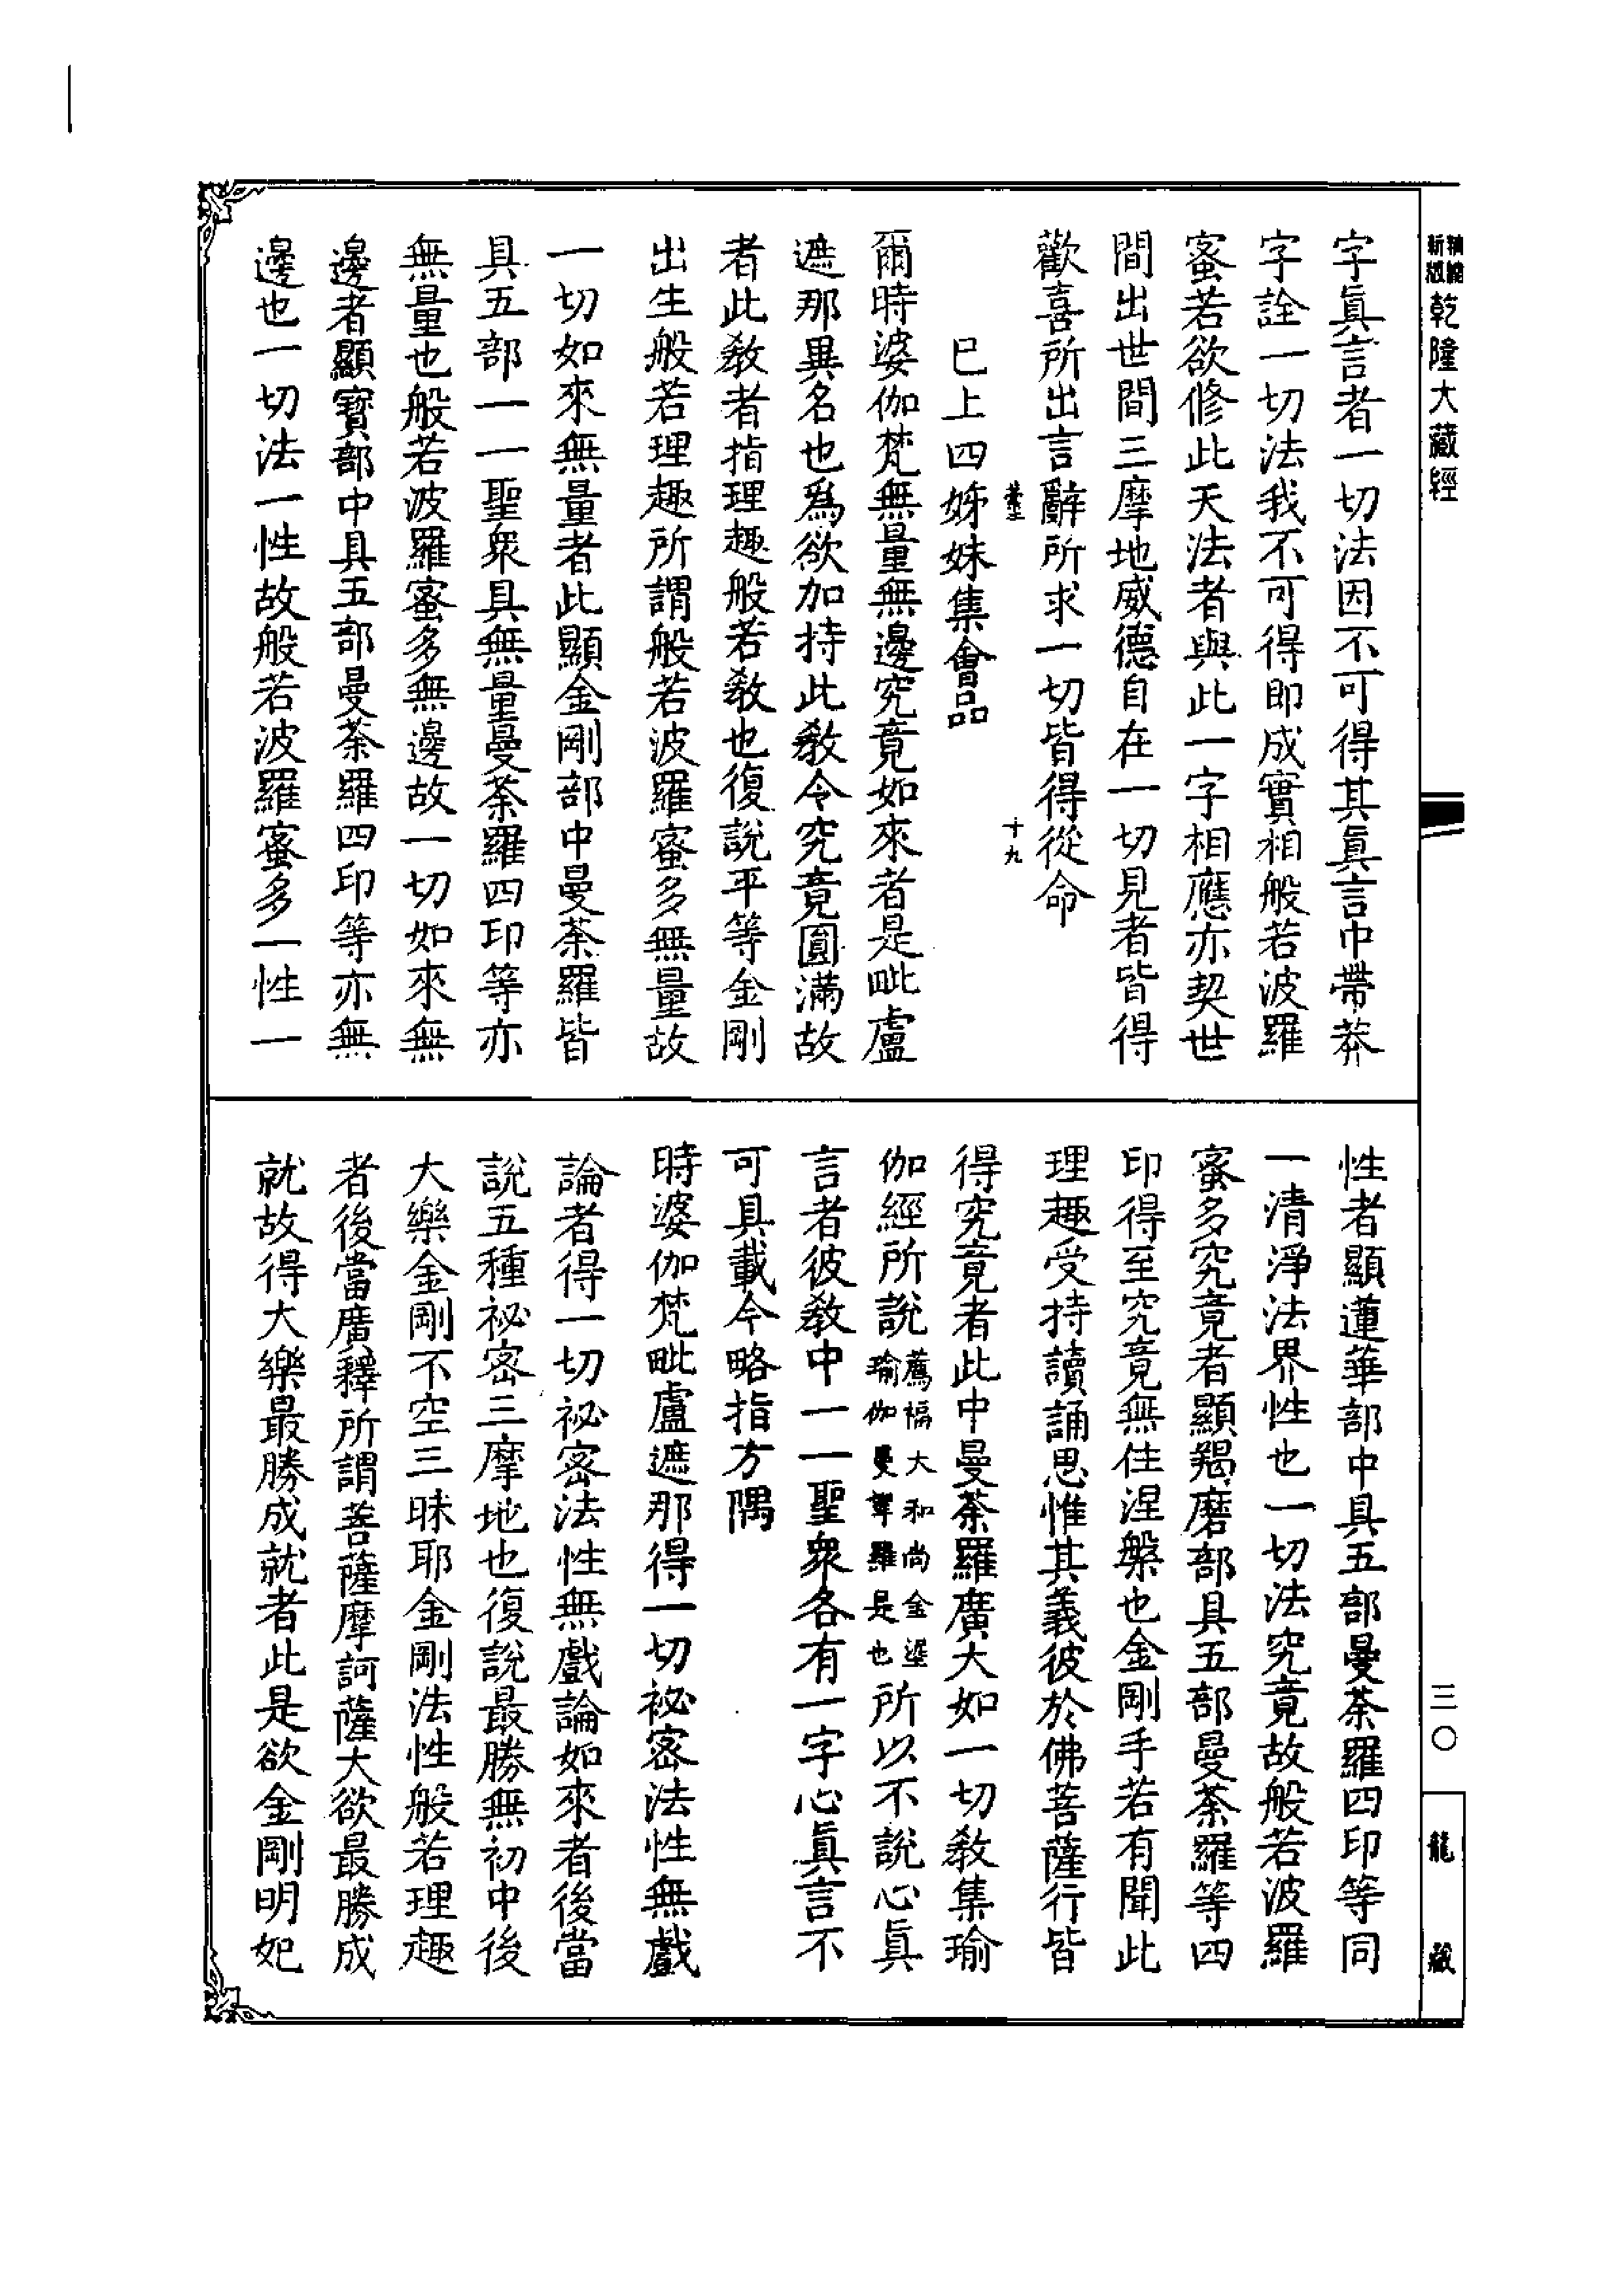 乾隆大藏經
三〇
龍藏
字眞言者一切法因不可得其眞言中帶莽
字詮一切法我不可得即成實相般若波羅
蜜若欲修此天法者與此一字相應亦契世
間出世間三摩地威德自在一切見者皆得
歡喜所出言辭所求一切皆得從命
十九
巳上四姊妹集會品
爾時婆伽梵無量無邊究竟如來者是毗盧
遮那異名也爲欲加持此教令究竟圓滿故
者此教者指理趣般若教也復說平等金剛
出生般若理趣所謂般若波羅蜜多無量故
一切如來無量者此顯金剛部中曼荼羅皆
具五部一一聖衆具無量曼荼羅四印等亦
無量也般若波羅蜜多無邊故一切如來無
邊者顯寶部中具五部曼荼羅四印等亦無
邊也一切法一性故般若波羅蜜多一性一
性者顯蓮華部中具五部曼荼羅四印等同
一清淨法界性也一切法究竟故般若波羅
蜜多究竟者顯羯磨部具五部曼荼羅等四
印得至究竟無住涅槃也金剛手若有聞此
理趣受持讀誦思惟其義彼於佛菩薩行皆
得究竟者此中曼荼羅廣大如一切教集瑜
伽經所說薦福大和尚金泥瑜伽曼荼羅是也所以不說心眞
言者彼教中一一聖衆各有一字心眞言不
可具載今略指方隅
時婆伽梵毗盧遮那得一切祕密法性無戲
論者得一切祕密法性無戲論如來者後當
說五種祕密三摩地也復說最勝無初中後
大樂金剛不空三昧耶金剛法性般若理趣
者後當廣釋所謂菩薩摩訶薩大欲最勝成
就故得大樂最勝成就者此是欲金剛明妃